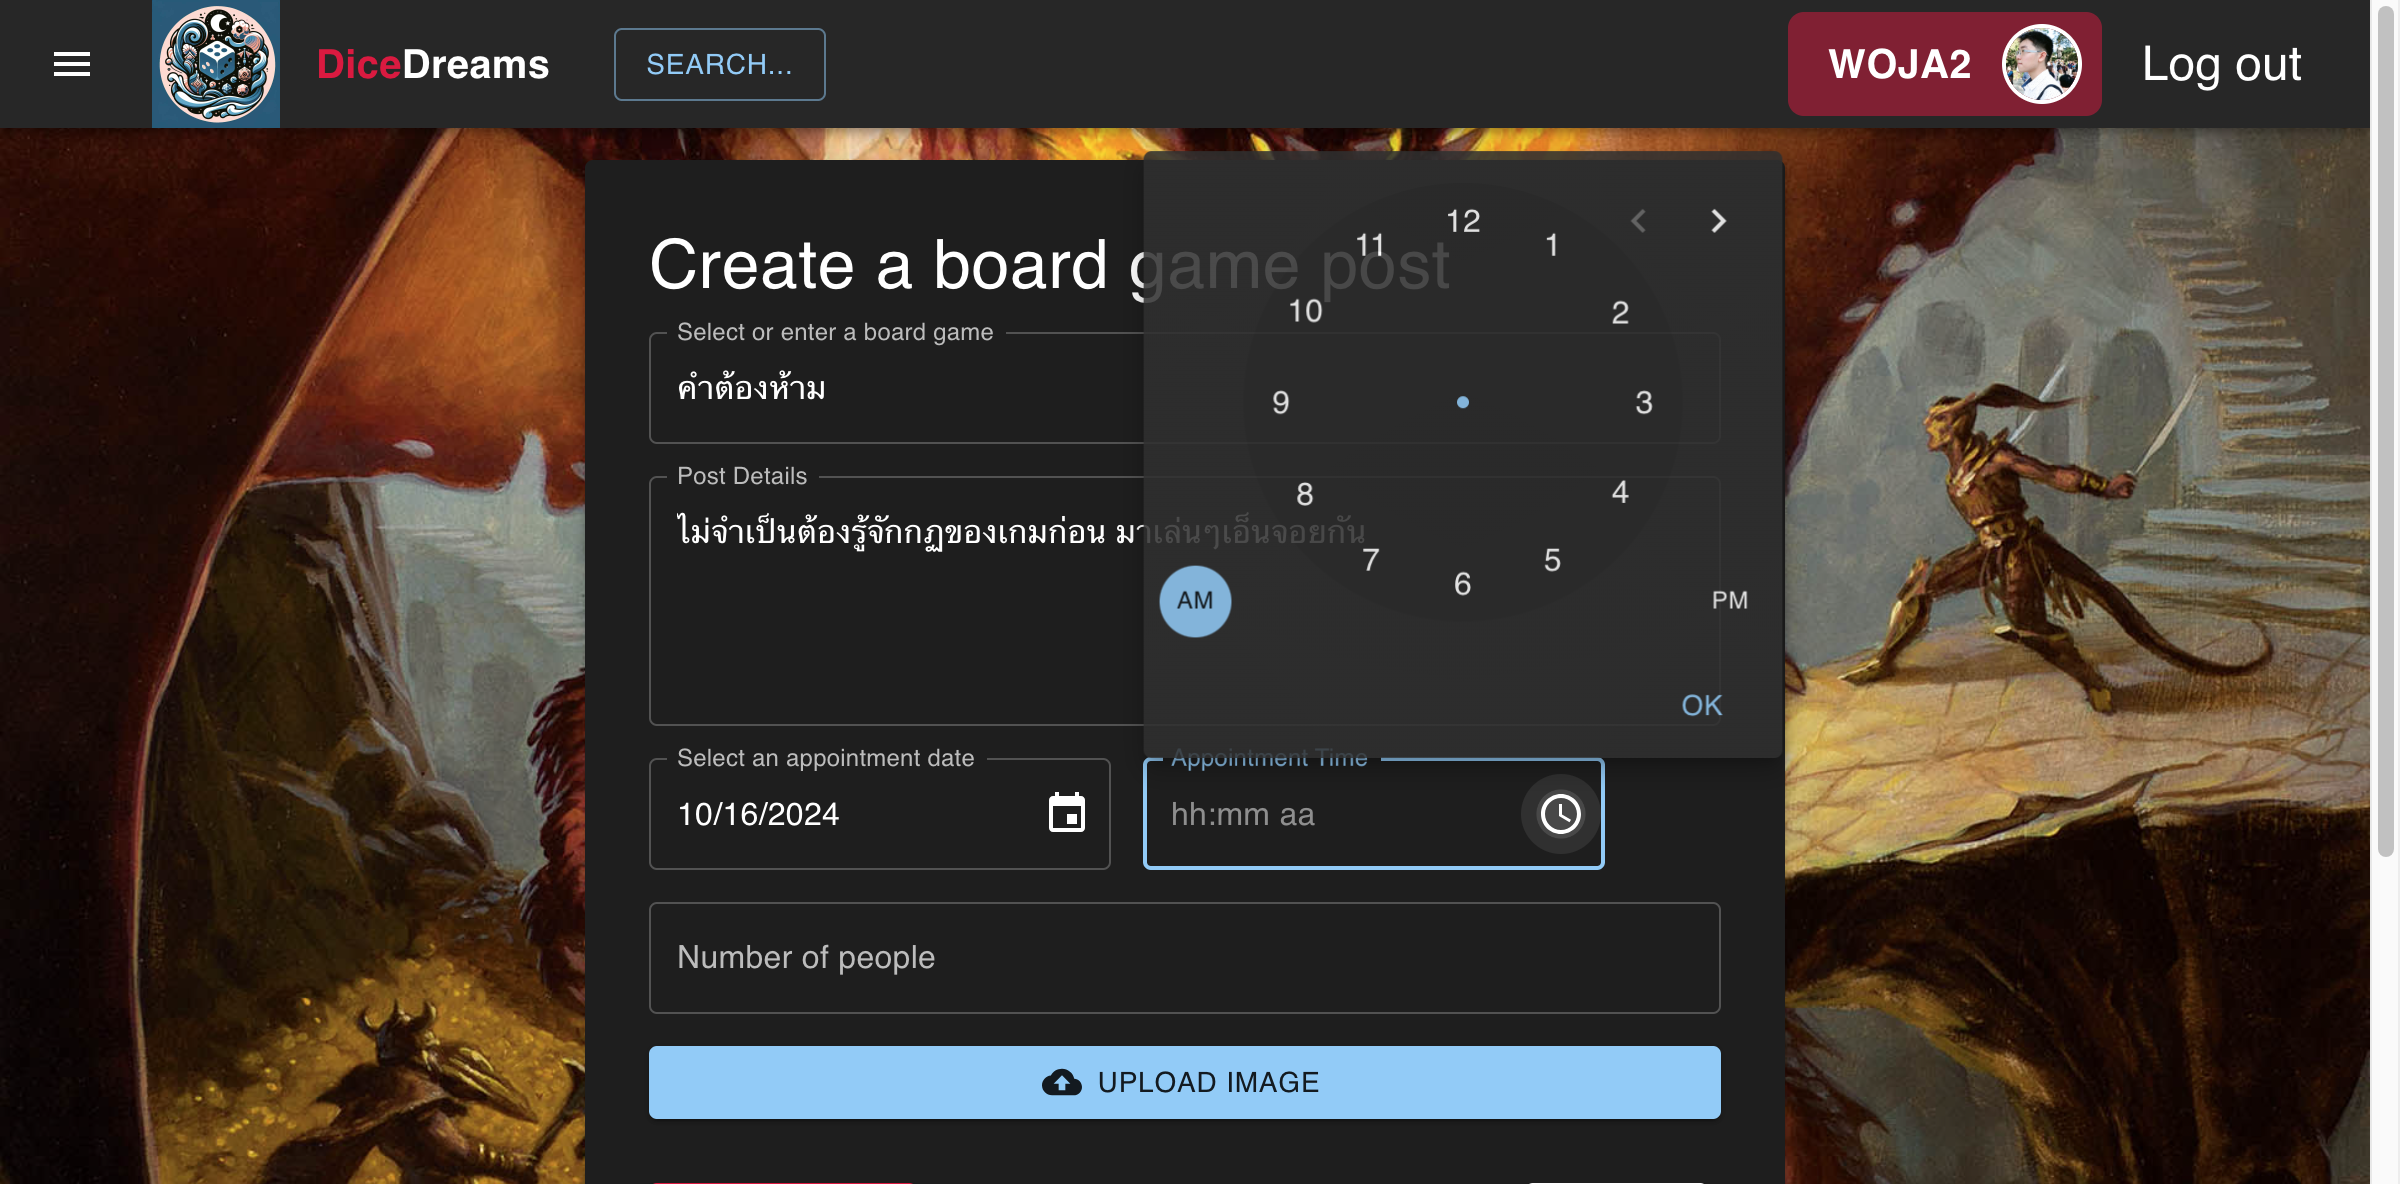 DiceDreams
SEARCH...
WOJA2
Log out
Create a board game post
Select or enter a board game
คำต้องห้าม
Post Details
ไม่จำเป็นต้องรู้จักกฏของเกมก่อน มาเล่นๆเอ็นจอยกัน
12
11
1
10
2
9
3
8
4
7
5
6
AM
PM
OK
Select an appointment date
10/16/2024
Appointment Time
hh:mm aa
Number of people
UPLOAD IMAGE